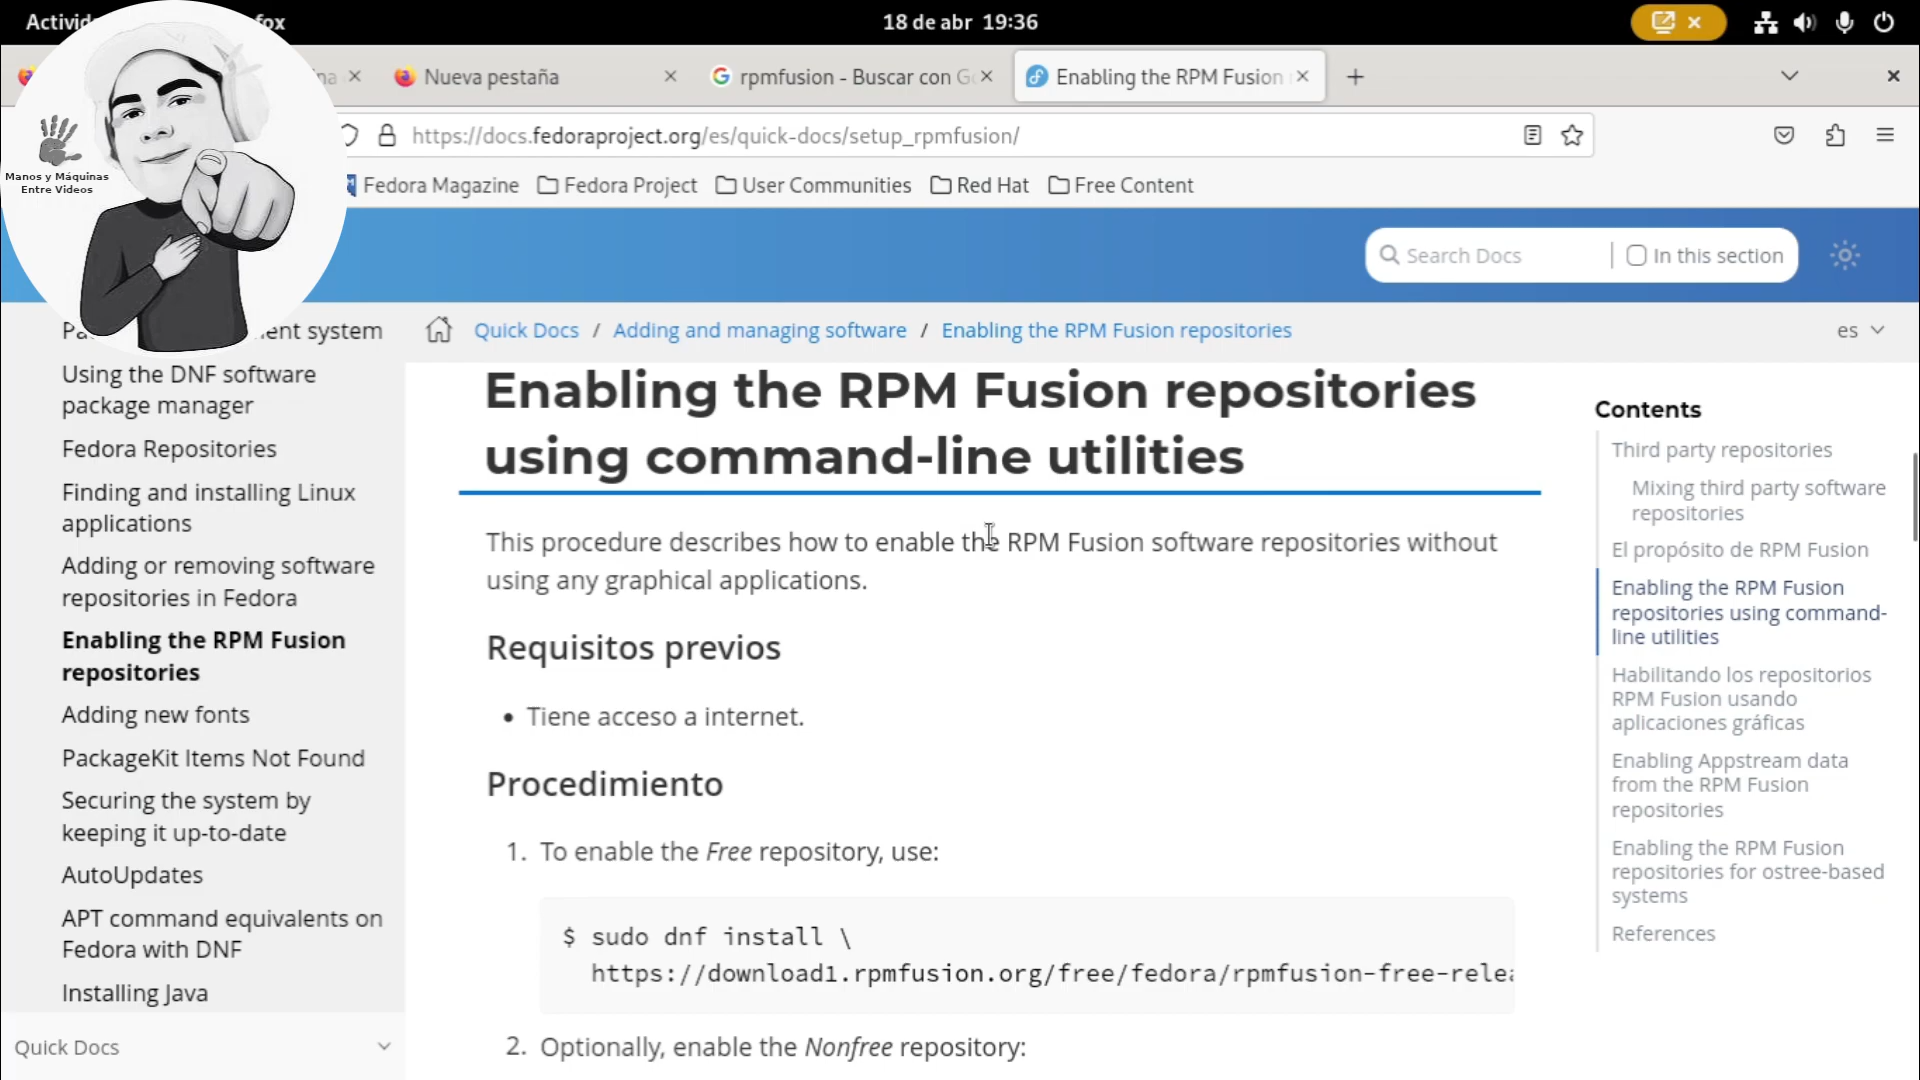 fox
18 de abr 19:36
Nueva pestaña
rpmfusion - Buscar con G
Enabling the RPM Fusion
https://docs.fedoraproject.org/es/quick-docs/setup_rpmfusion/
Manos y Máquinas
Entre Videos
Fedora Magazine
Fedora Project
User Communities
Red Hat
Free Content
Search Docs
In this section
Quick Docs / Adding and managing software / Enabling the RPM Fusion repositories
es
ent system
Using the DNF software
package manager
Fedora Repositories
Finding and installing Linux
applications
Adding or removing software
repositories in Fedora
Enabling the RPM Fusion
repositories
Adding new fonts
PackageKit Items Not Found
Securing the system by
keeping it up-to-date
AutoUpdates
APT command equivalents on
Fedora with DNF
Installing Java
Quick Docs
Enabling the RPM Fusion repositories
using command-line utilities
This procedure describes how to enable the RPM Fusion software repositories without
using any graphical applications.
Requisitos previos
• Tiene acceso a internet.
Procedimiento
1. To enable the Free repository, use:
$ sudo dnf install \
https://download1.rpmfusion.org/free/fedora/rpmfusion-free-relea
2. Optionally, enable the Nonfree repository:
Contents
Third party repositories
Mixing third party software
repositories
El propósito de RPM Fusion
Enabling the RPM Fusion
repositories using command-
line utilities
Habilitando los repositorios
RPM Fusion usando
aplicaciones gráficas
Enabling Appstream data
from the RPM Fusion
repositories
Enabling the RPM Fusion
repositories for ostree-based
systems
References